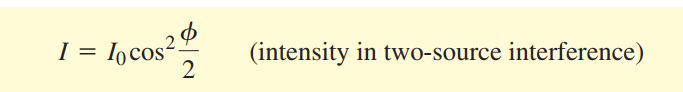 I = I₀cos² ϕ/2 (intensity in two-source interference)